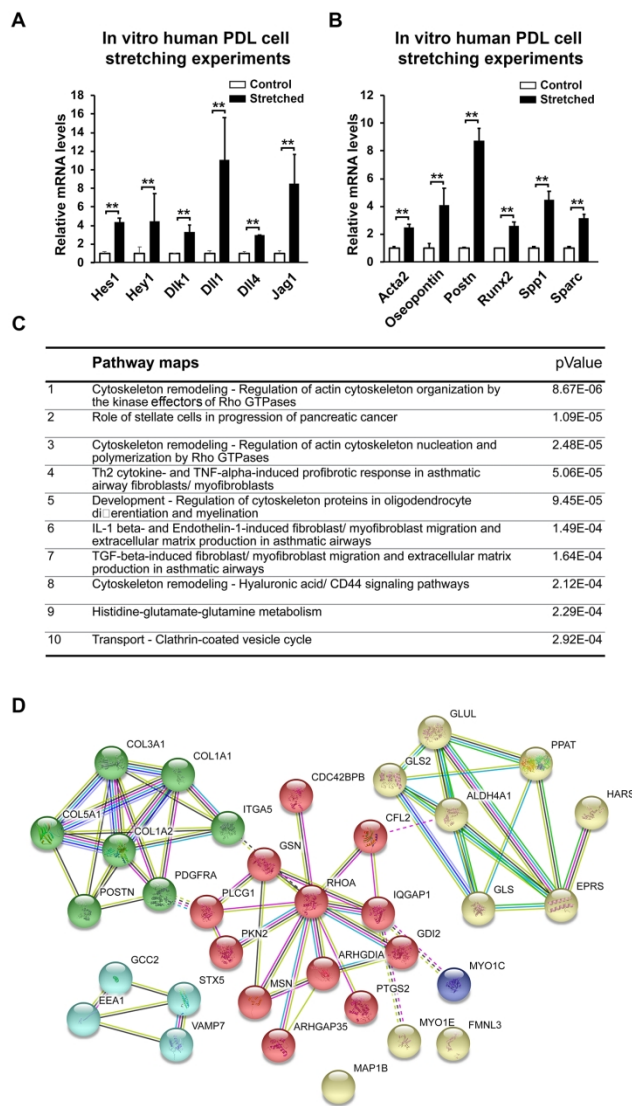 A
In vitro human PDL cell
stretching experiments
Control
Stretched
Relative mRNA levels
18
16
14
12
10
8
6
4
2
0
** ** ** ** ** **
Hes1 Hey1 Dlk1 Dll1 Dll4 Jag1
B
In vitro human PDL cell
stretching experiments
Control
Stretched
Relative mRNA levels
12
10
8
6
4
2
0
** ** ** ** ** **
Acta2 Oseopontin Postn Runx2 Spp1 Sparc
C
Pathway maps pValue
1 Cytoskeleton remodeling - Regulation of actin cytoskeleton organization by 8.67E-06
the kinase effectors of Rho GTPases
2 Role of stellate cells in progression of pancreatic cancer 1.09E-05
3 Cytoskeleton remodeling - Regulation of actin cytoskeleton nucleation and 2.48E-05
polymerization by Rho GTPases
4 Th2 cytokine- and TNF-alpha-induced profibrotic response in asthmatic 5.06E-05
airway fibroblasts/ myofibroblasts
5 Development - Regulation of cytoskeleton proteins in oligodendrocyte 9.45E-05
di□erentiation and myelination
6 IL-1 beta- and Endothelin-1-induced fibroblast/ myofibroblast migration and 1.49E-04
extracellular matrix production in asthmatic airways
7 TGF-beta-induced fibroblast/ myofibroblast migration and extracellular matrix 1.64E-04
production in asthmatic airways
8 Cytoskeleton remodeling - Hyaluronic acid/ CD44 signaling pathways 2.12E-04
9 Histidine-glutamate-glutamine metabolism 2.29E-04
10 Transport - Clathrin-coated vesicle cycle 2.92E-04
D
GLUL
COL3A1
COL1A1
PPAT
GLS2
CDC42BPB
ALDH4A1
HARS
COL5A1
ITGA5
COL1A2
GSN
CFL2
RHOA
POSTN
PDGFRA
PLCG1
IQGAP1
GLS
EPRS
PKN2
GDI2
GCC2
STX5
ARHGDIA
MYO1C
EEA1
MSN
PTGS2
VAMP7
ARHGAP35
MYO1E
FMNL3
MAP1B